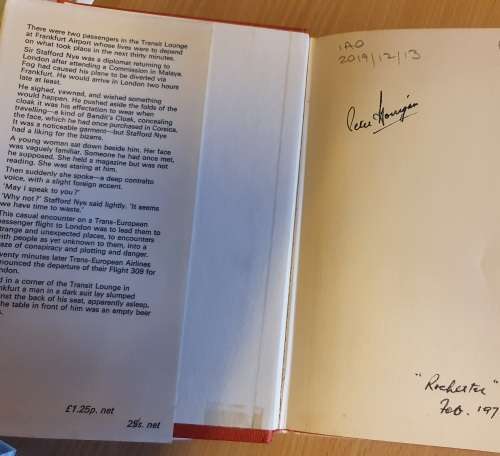 There were two passengers in the Transit Lounge
at Frankfurt Airport whose lives were to depend
on what took place in the next thirty minutes.
Sir Stafford Nye was a diplomat returning to
London after attending a Commission in Malaya.
Fog had caused his plane to be diverted via
Frankfurt. He would arrive in London two hours
late at least.
He sighed, yawned, and wished something
would happen. He pushed aside the folds of the
cloak it was his effectation to wear when
travelling—a kind of Bandit's Cloak, concealing
the face, which he had once purchased in Corsica.
It was a noticeable garment—but Stafford Nye
had a liking for the bizarre.
A young woman sat down beside him. Her face
was vaguely familiar. Someone he had once met,
he supposed. She held a magazine but was not
reading. She was staring at him.
Then suddenly she spoke—a deep contralto
voice, with a slight foreign accent.
'May I speak to you?'
'Why not?' Stafford Nye said lightly. 'It seems
we have time to waste.'
This casual encounter on a Trans-European
passenger flight to London was to lead them to
strange and unexpected places, to encounters
with people as yet unknown to them, into a
aze of conspiracy and plotting and danger.
wenty minutes later Trans-European Airlines
nnounced the departure of their Flight 309 for
ndon.
d in a corner of the Transit Lounge in
nkfurt a man in a dark suit lay slumped
nst the back of his seat, apparently asleep,
the table in front of him was an empty beer
s.
£1.25p. net
25s. net
IAO
2019/12/13
Peter Horrigan
"Rochester"
Feb. 197